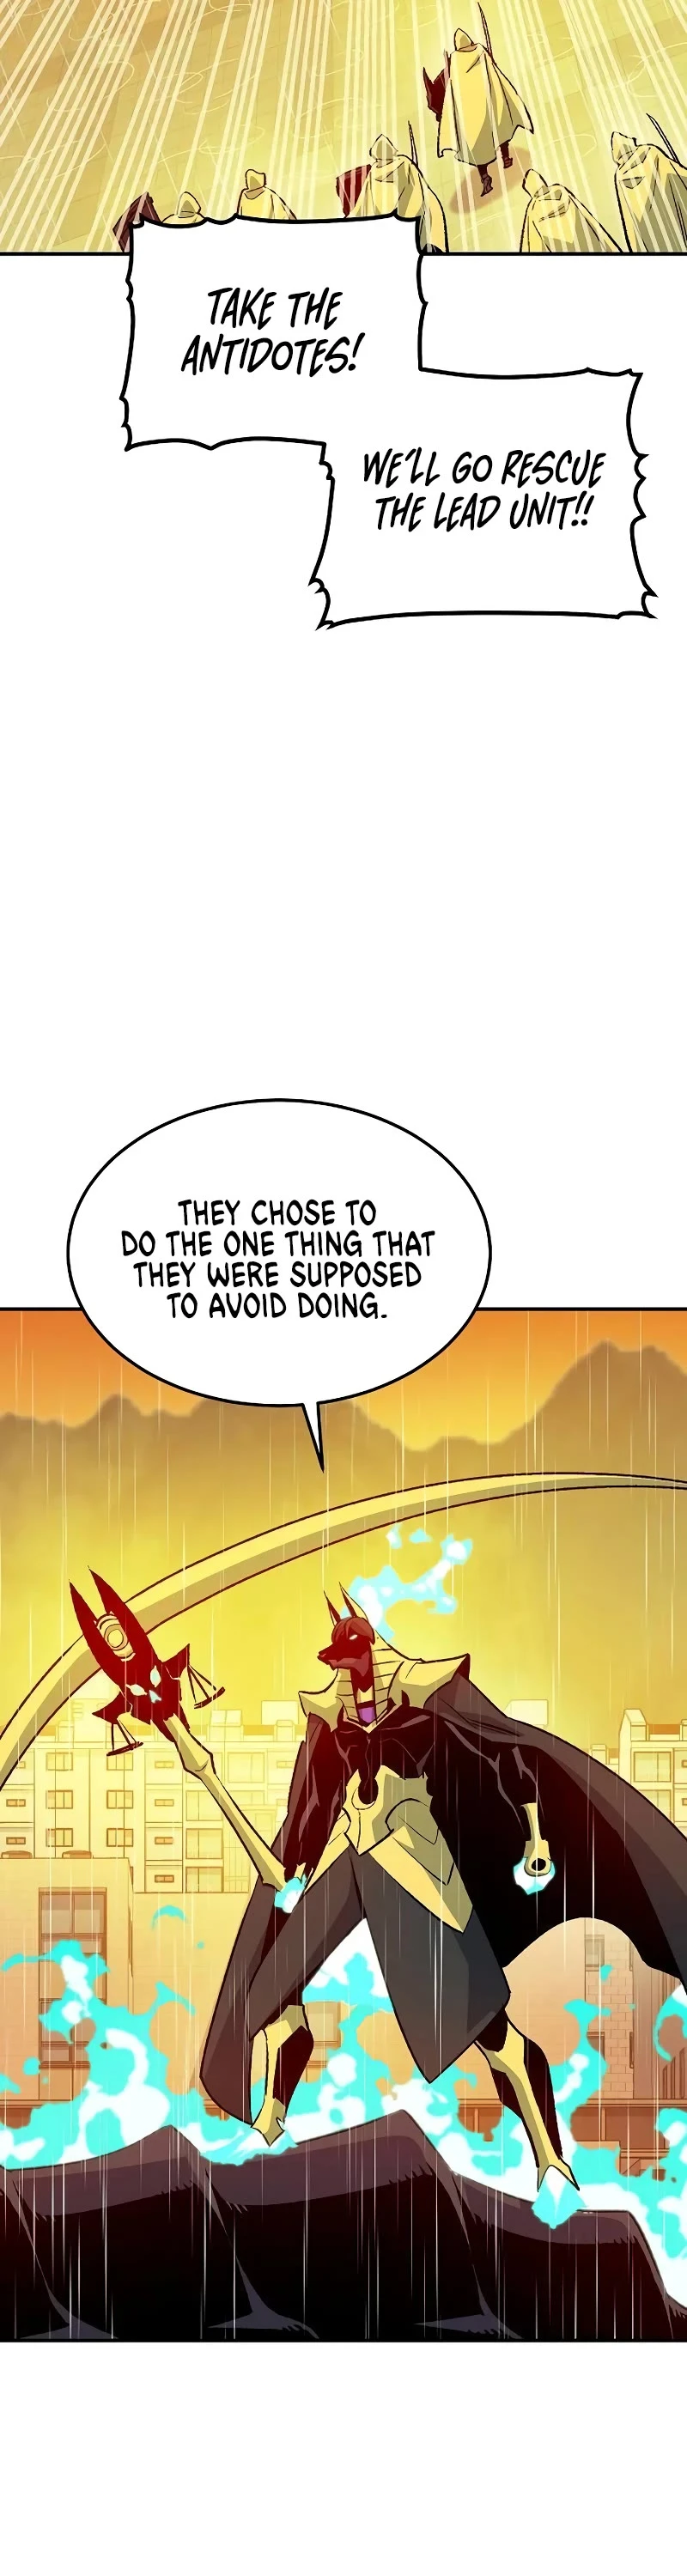 TAKE THE
ANTIDOTES!
WE'LL GO RESCUE
THE LEAD UNIT!!
THEY CHOSE TO
DO THE ONE THING THAT
THEY WERE SUPPOSED
TO AVOID DOING.